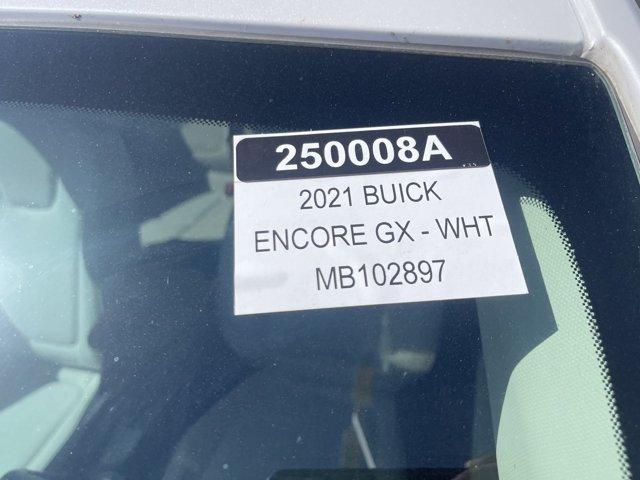 250008A
2021 BUICK
ENCORE GX - WHT
MB102897